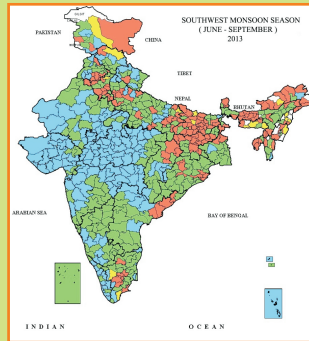 SOUTHWEST MONSOON SEASON
( JUNE - SEPTEMBER )
2013
PAKISTAN
CHINA
TIBET
NEPAL
BHUTAN
ARABIAN SEA
BAY OF BENGAL
I N D I A N
O C E A N